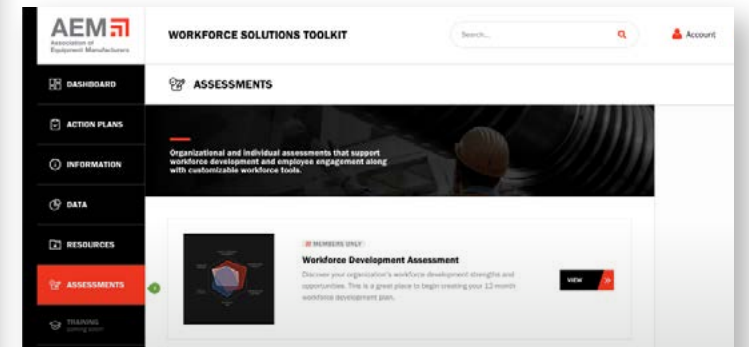 AEM
Association of
Equipment Manufacturers
WORKFORCE SOLUTIONS TOOLKIT
Search...
Account
DASHBOARD
ACTION PLANS
INFORMATION
DATA
RESOURCES
ASSESSMENTS
TRAINING
coming soon
ASSESSMENTS
Organizational and individual assessments that support
workforce development and employee engagement along
with customizable workforce tools.
MEMBERS ONLY
Workforce Development Assessment
Discover your organization's workforce development strengths and
opportunities. This is a great place to begin creating your 12 month
workforce development plan.
VIEW